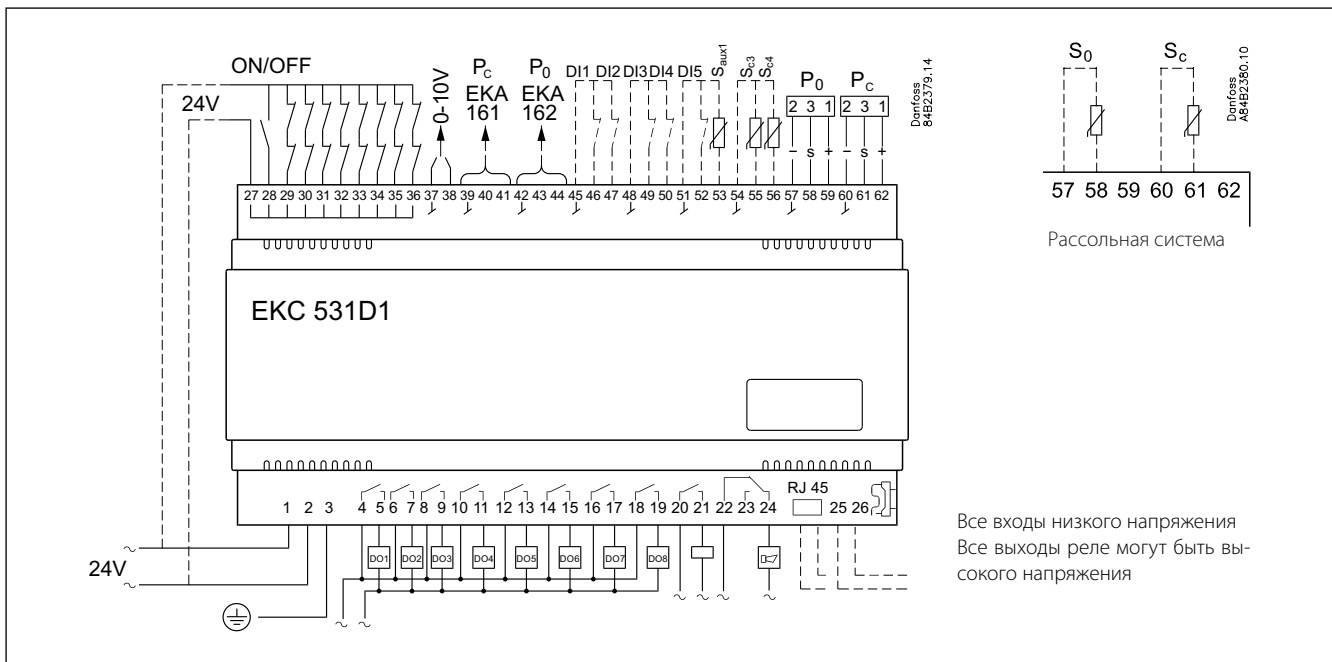 ON/OFF
24V
0-10V
Pc
EKA
161
P0
EKA
162
DI1 DI2 DI3 DI4 DI5 Saux1 Sc3 Sc4
P0 Pc
2 3 1 2 3 1
– s + – s +
Danfoss
84B2379.14
27 28 29 30 31 32 33 34 35 36 37 38 39 40 41 42 43 44 45 46 47 48 49 50 51 52 53 54 55 56 57 58 59 60 61 62
EKC 531D1
RJ 45
1 2 3 4 5 6 7 8 9 10 11 12 13 14 15 16 17 18 19 20 21 22 23 24 25 26
DO1 DO2 DO3 DO4 DO5 DO6 DO7 DO8
24V
S0 Sc
Danfoss
A84B2380.10
57 58 59 60 61 62
Рассольная система
Все входы низкого напряжения
Все выходы реле могут быть вы-
сокого напряжения